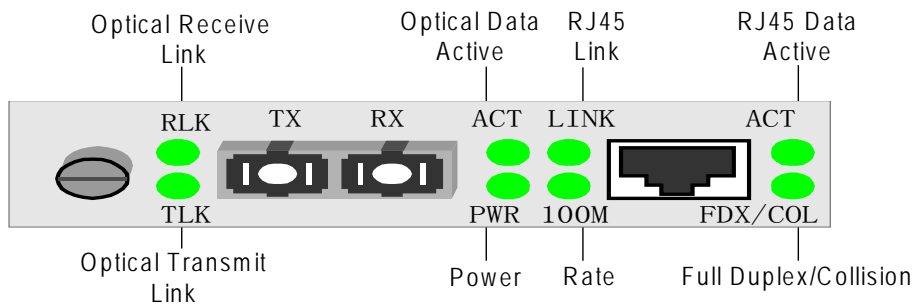 Optical Receive
Link
Optical Data
Active
RJ45
Link
RJ45 Data
Active
RLK
TX
RX
ACT
LINK
ACT
TLK
PWR
100M
FDX/COL
Optical Transmit
Link
Power
Rate
Full Duplex/Collision